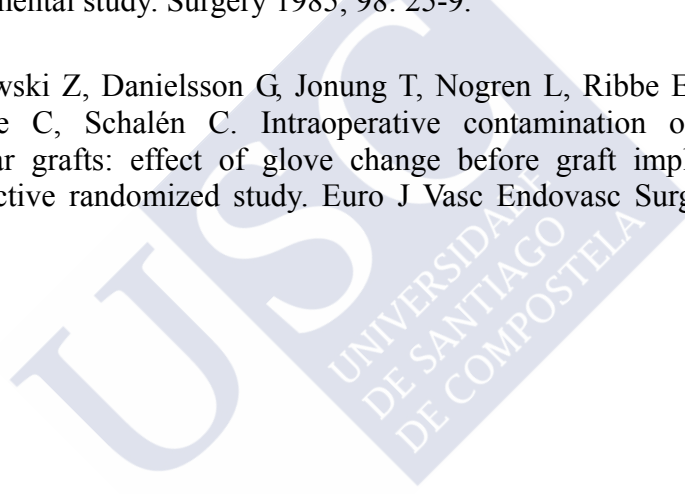 mental study. Surgery 1985; 98: 25-9.
wski Z, Danielsson G, Jonung T, Nogren L, Ribbe E,
e C, Schalén C. Intraoperative contamination o
ar grafts: effect of glove change before graft impl
ctive randomized study. Euro J Vasc Endovasc Surg
USC
UNIVERSIDADE
DE SANTIAGO
DE COMPOSTELA